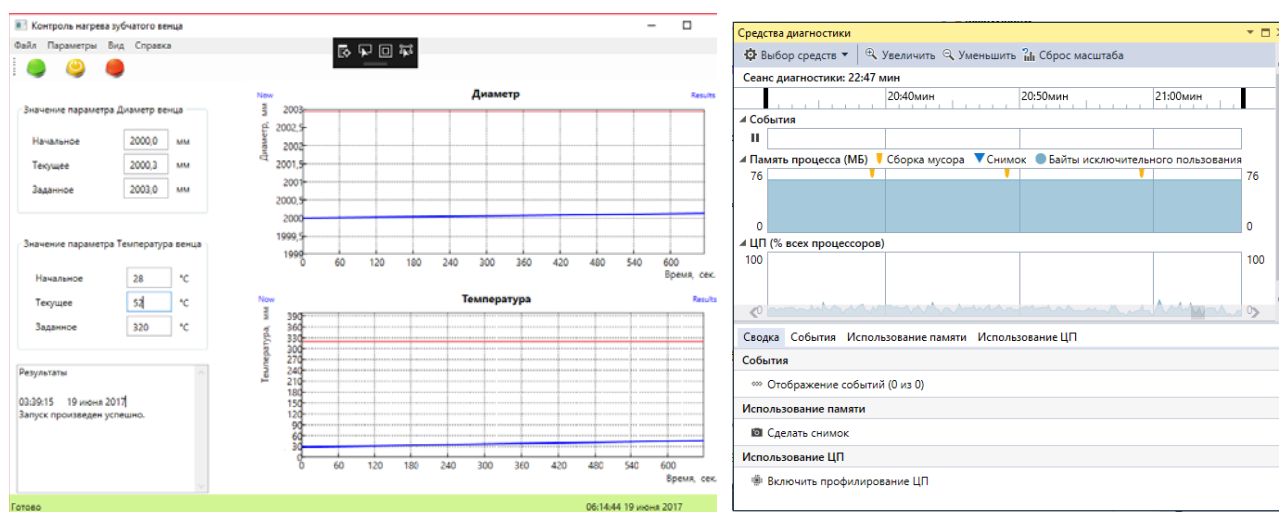 Контроль нагрева зубчатого венца
Файл Параметры Вид Справка
Значение параметра Диаметр венца
Начальное 2000,0 мм
Текущее 2000,3 мм
Заданное 2003,0 мм
Значение параметра Температура венца
Начальное 28 °C
Текущее 52 °C
Заданное 320 °C
Результаты
03:39:15 19 июня 2017
Запуск произведен успешно.
Now Диаметр Results
Диаметр, мм
2003
2002,5
2002
2001,5
2001
2000,5
2000
1999,5
1999
0 60 120 180 240 300 360 420 480 540 600
Время, сек.
Now Температура Results
Температура, мм
390
360
330
300
270
240
210
180
150
120
90
60
30
0
0 60 120 180 240 300 360 420 480 540 600
Время, сек.
Готово 06:14:44 19 июня 2017
Средства диагностики
Выбор средств Увеличить Уменьшить Сброс масштаба
Сеанс диагностики: 22:47 мин
20:40мин 20:50мин 21:00мин
События
Память процесса (МБ) Сборка мусора Снимок Байты исключительного пользования
76 76
0 0
ЦП (% всех процессоров)
100 100
0 0
Сводка События Использование памяти Использование ЦП
События
Отображение событий (0 из 0)
Использование памяти
Сделать снимок
Использование ЦП
Включить профилирование ЦП